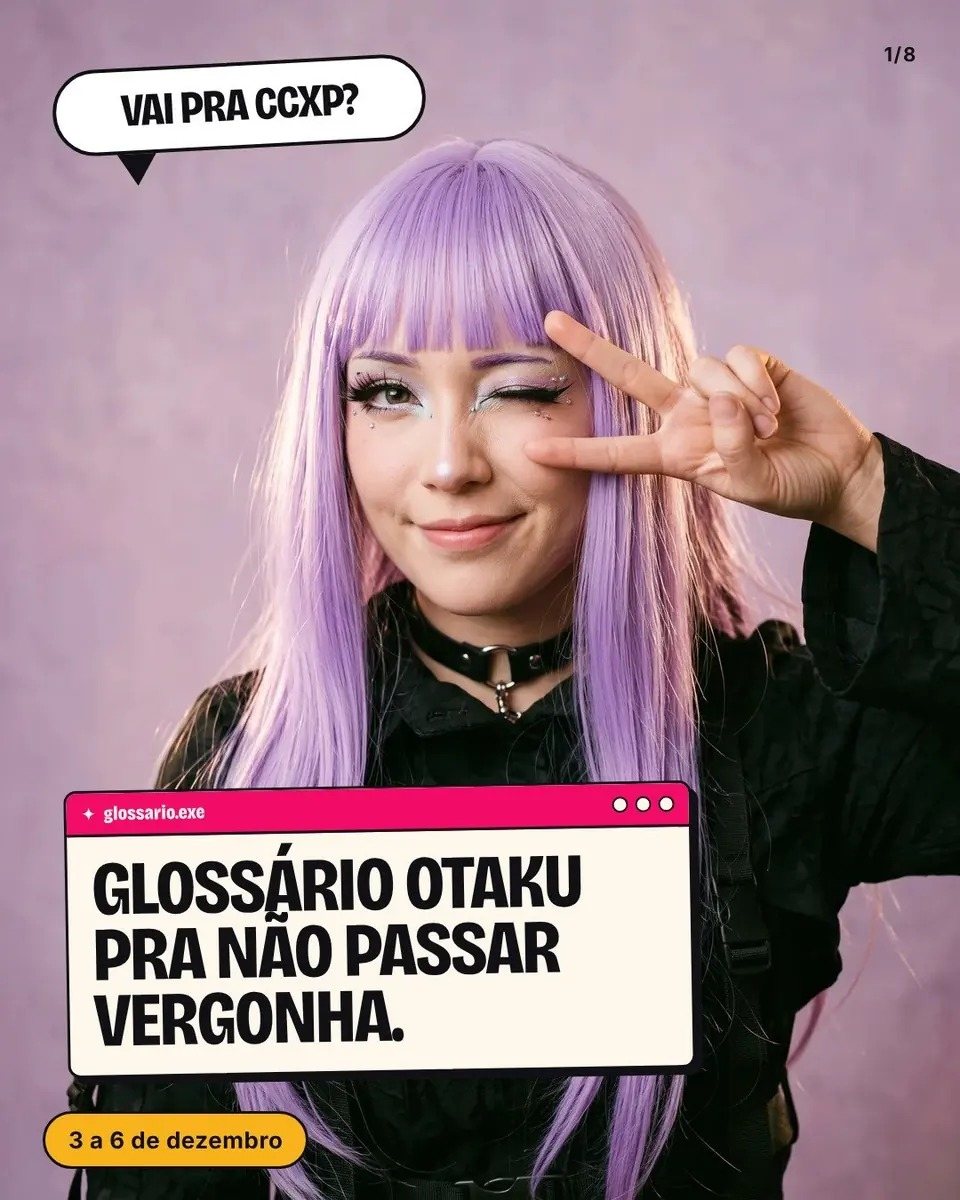 1/8
VAI PRA CCXP?
glossario.exe
GLOSSÁRIO OTAKU
PRA NÃO PASSAR
VERGONHA.
3 a 6 de dezembro